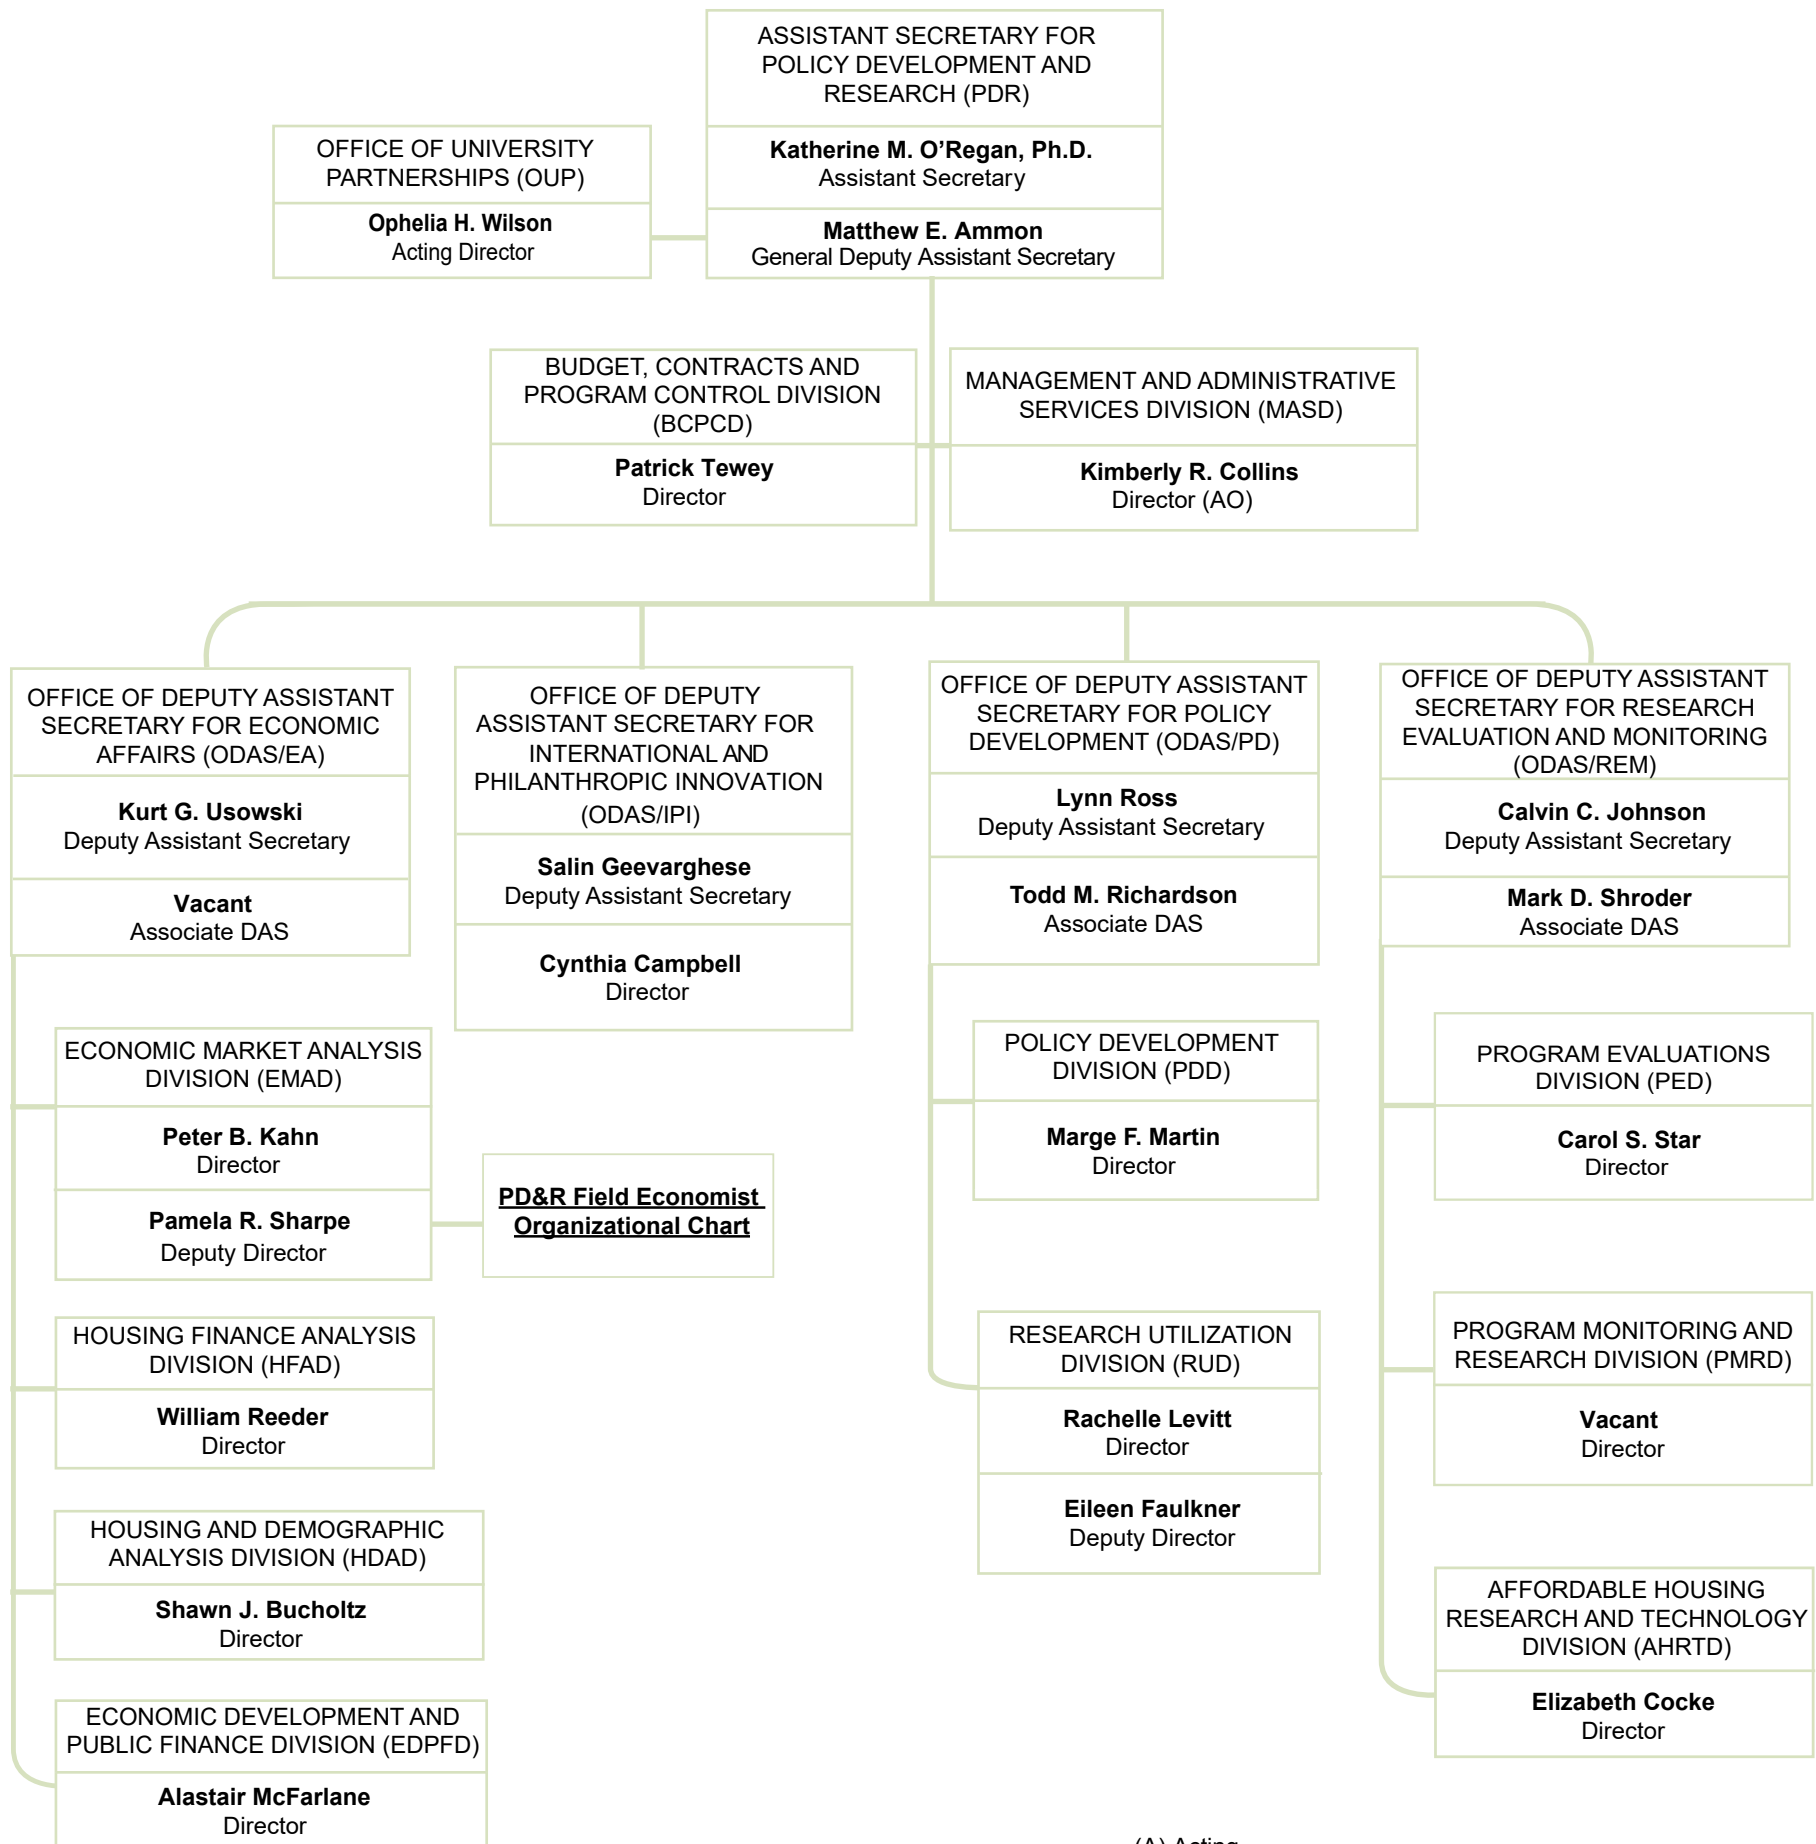 ASSISTANT SECRETARY FOR
POLICY DEVELOPMENT AND
RESEARCH (PDR)
Katherine M. O’Regan, Ph.D.
Assistant Secretary
Matthew E. Ammon
General Deputy Assistant Secretary
OFFICE OF UNIVERSITY
PARTNERSHIPS (OUP)
Ophelia H. Wilson
Acting Director
BUDGET, CONTRACTS AND
PROGRAM CONTROL DIVISION
(BCPCD)
Patrick Tewey
Director
MANAGEMENT AND ADMINISTRATIVE
SERVICES DIVISION (MASD)
Kimberly R. Collins
Director (AO)
OFFICE OF DEPUTY ASSISTANT
SECRETARY FOR ECONOMIC
AFFAIRS (ODAS/EA)
Kurt G. Usowski
Deputy Assistant Secretary
Vacant
Associate DAS
ECONOMIC MARKET ANALYSIS
DIVISION (EMAD)
Peter B. Kahn
Director
Pamela R. Sharpe
Deputy Director
PD&R Field Economist
Organizational Chart
HOUSING FINANCE ANALYSIS
DIVISION (HFAD)
William Reeder
Director
HOUSING AND DEMOGRAPHIC
ANALYSIS DIVISION (HDAD)
Shawn J. Bucholtz
Director
ECONOMIC DEVELOPMENT AND
PUBLIC FINANCE DIVISION (EDPFD)
Alastair McFarlane
Director
OFFICE OF DEPUTY
ASSISTANT SECRETARY FOR
INTERNATIONAL AND
PHILANTHROPIC INNOVATION
(ODAS/IPI)
Salin Geevarghese
Deputy Assistant Secretary
Cynthia Campbell
Director
OFFICE OF DEPUTY ASSISTANT
SECRETARY FOR POLICY
DEVELOPMENT (ODAS/PD)
Lynn Ross
Deputy Assistant Secretary
Todd M. Richardson
Associate DAS
POLICY DEVELOPMENT
DIVISION (PDD)
Marge F. Martin
Director
RESEARCH UTILIZATION
DIVISION (RUD)
Rachelle Levitt
Director
Eileen Faulkner
Deputy Director
OFFICE OF DEPUTY ASSISTANT
SECRETARY FOR RESEARCH
EVALUATION AND MONITORING
(ODAS/REM)
Calvin C. Johnson
Deputy Assistant Secretary
Mark D. Shroder
Associate DAS
PROGRAM EVALUATIONS
DIVISION (PED)
Carol S. Star
Director
PROGRAM MONITORING AND
RESEARCH DIVISION (PMRD)
Vacant
Director
AFFORDABLE HOUSING
RESEARCH AND TECHNOLOGY
DIVISION (AHRTD)
Elizabeth Cocke
Director
(A) Acting